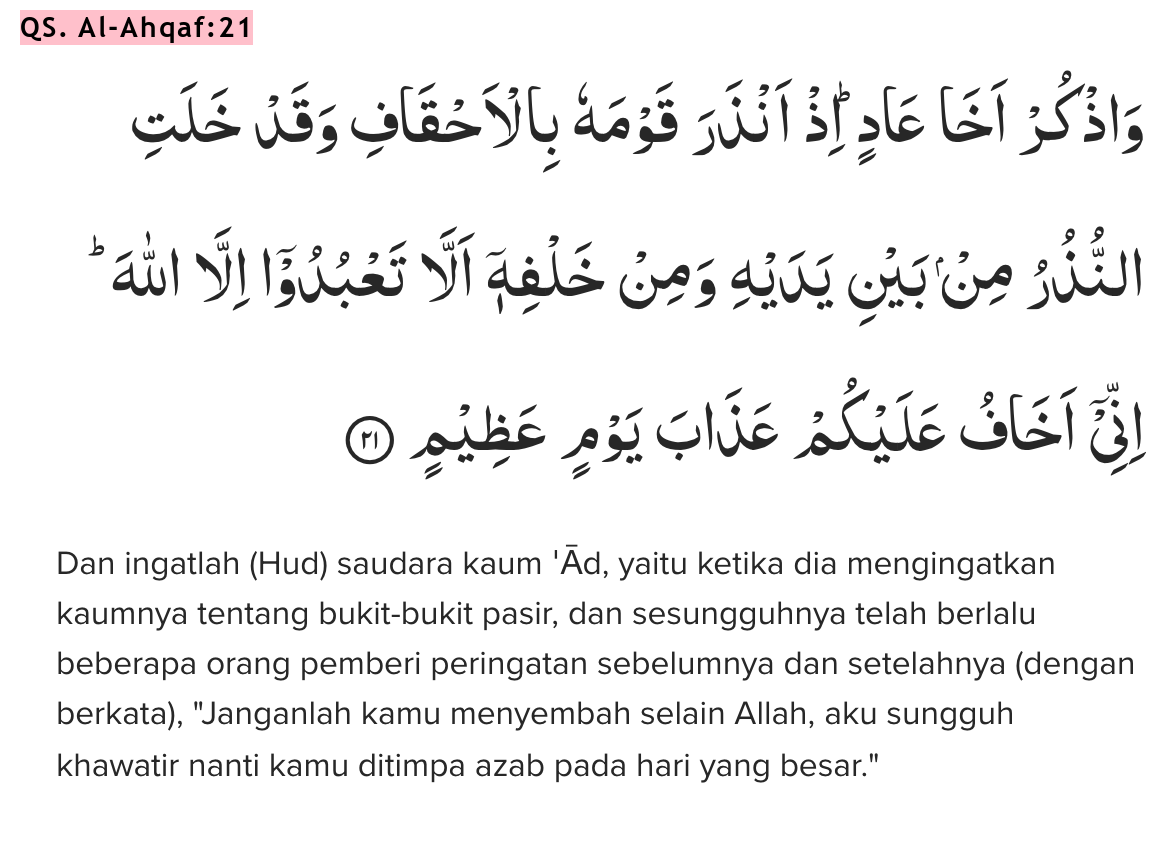 QS. Al-Ahqaf:21
وَاذْكُرْ اَخَا عَادٍۗ اِذْ اَنْذَرَ قَوْمَهٗ بِالْاَحْقَافِ وَقَدْ خَلَتِ
النُّذُرُ مِنْۢ بَيْنِ يَدَيْهِ وَمِنْ خَلْفِهٖٓ اَلَّا تَعْبُدُوْٓا اِلَّا اللّٰهَ ۗ
اِنِّيْٓ اَخَافُ عَلَيْكُمْ عَذَابَ يَوْمٍ عَظِيْمٍ ٢١
Dan ingatlah (Hud) saudara kaum 'Ād, yaitu ketika dia mengingatkan
kaumnya tentang bukit-bukit pasir, dan sesungguhnya telah berlalu
beberapa orang pemberi peringatan sebelumnya dan setelahnya (dengan
berkata), "Janganlah kamu menyembah selain Allah, aku sungguh
khawatir nanti kamu ditimpa azab pada hari yang besar."